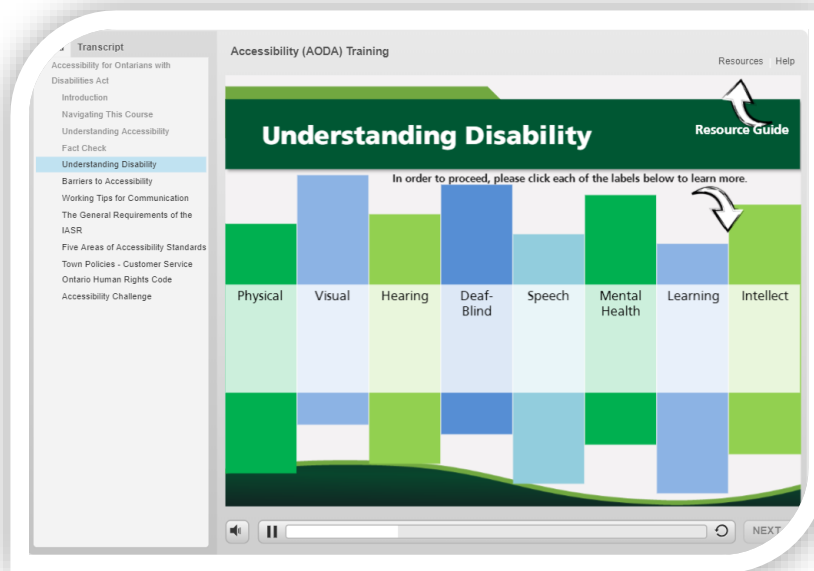 Transcript
Accessibility for Ontarians with
Disabilities Act
Introduction
Navigating This Course
Understanding Accessibility
Fact Check
Understanding Disability
Barriers to Accessibility
Working Tips for Communication
The General Requirements of the
IASR
Five Areas of Accessibility Standards
Town Policies - Customer Service
Ontario Human Rights Code
Accessibility Challenge
Accessibility (AODA) Training
Resources Help
Understanding Disability
Resource Guide
In order to proceed, please click each of the labels below to learn more.
Physical
Visual
Hearing
Deaf-
Blind
Speech
Mental
Health
Learning
Intellect
NEXT